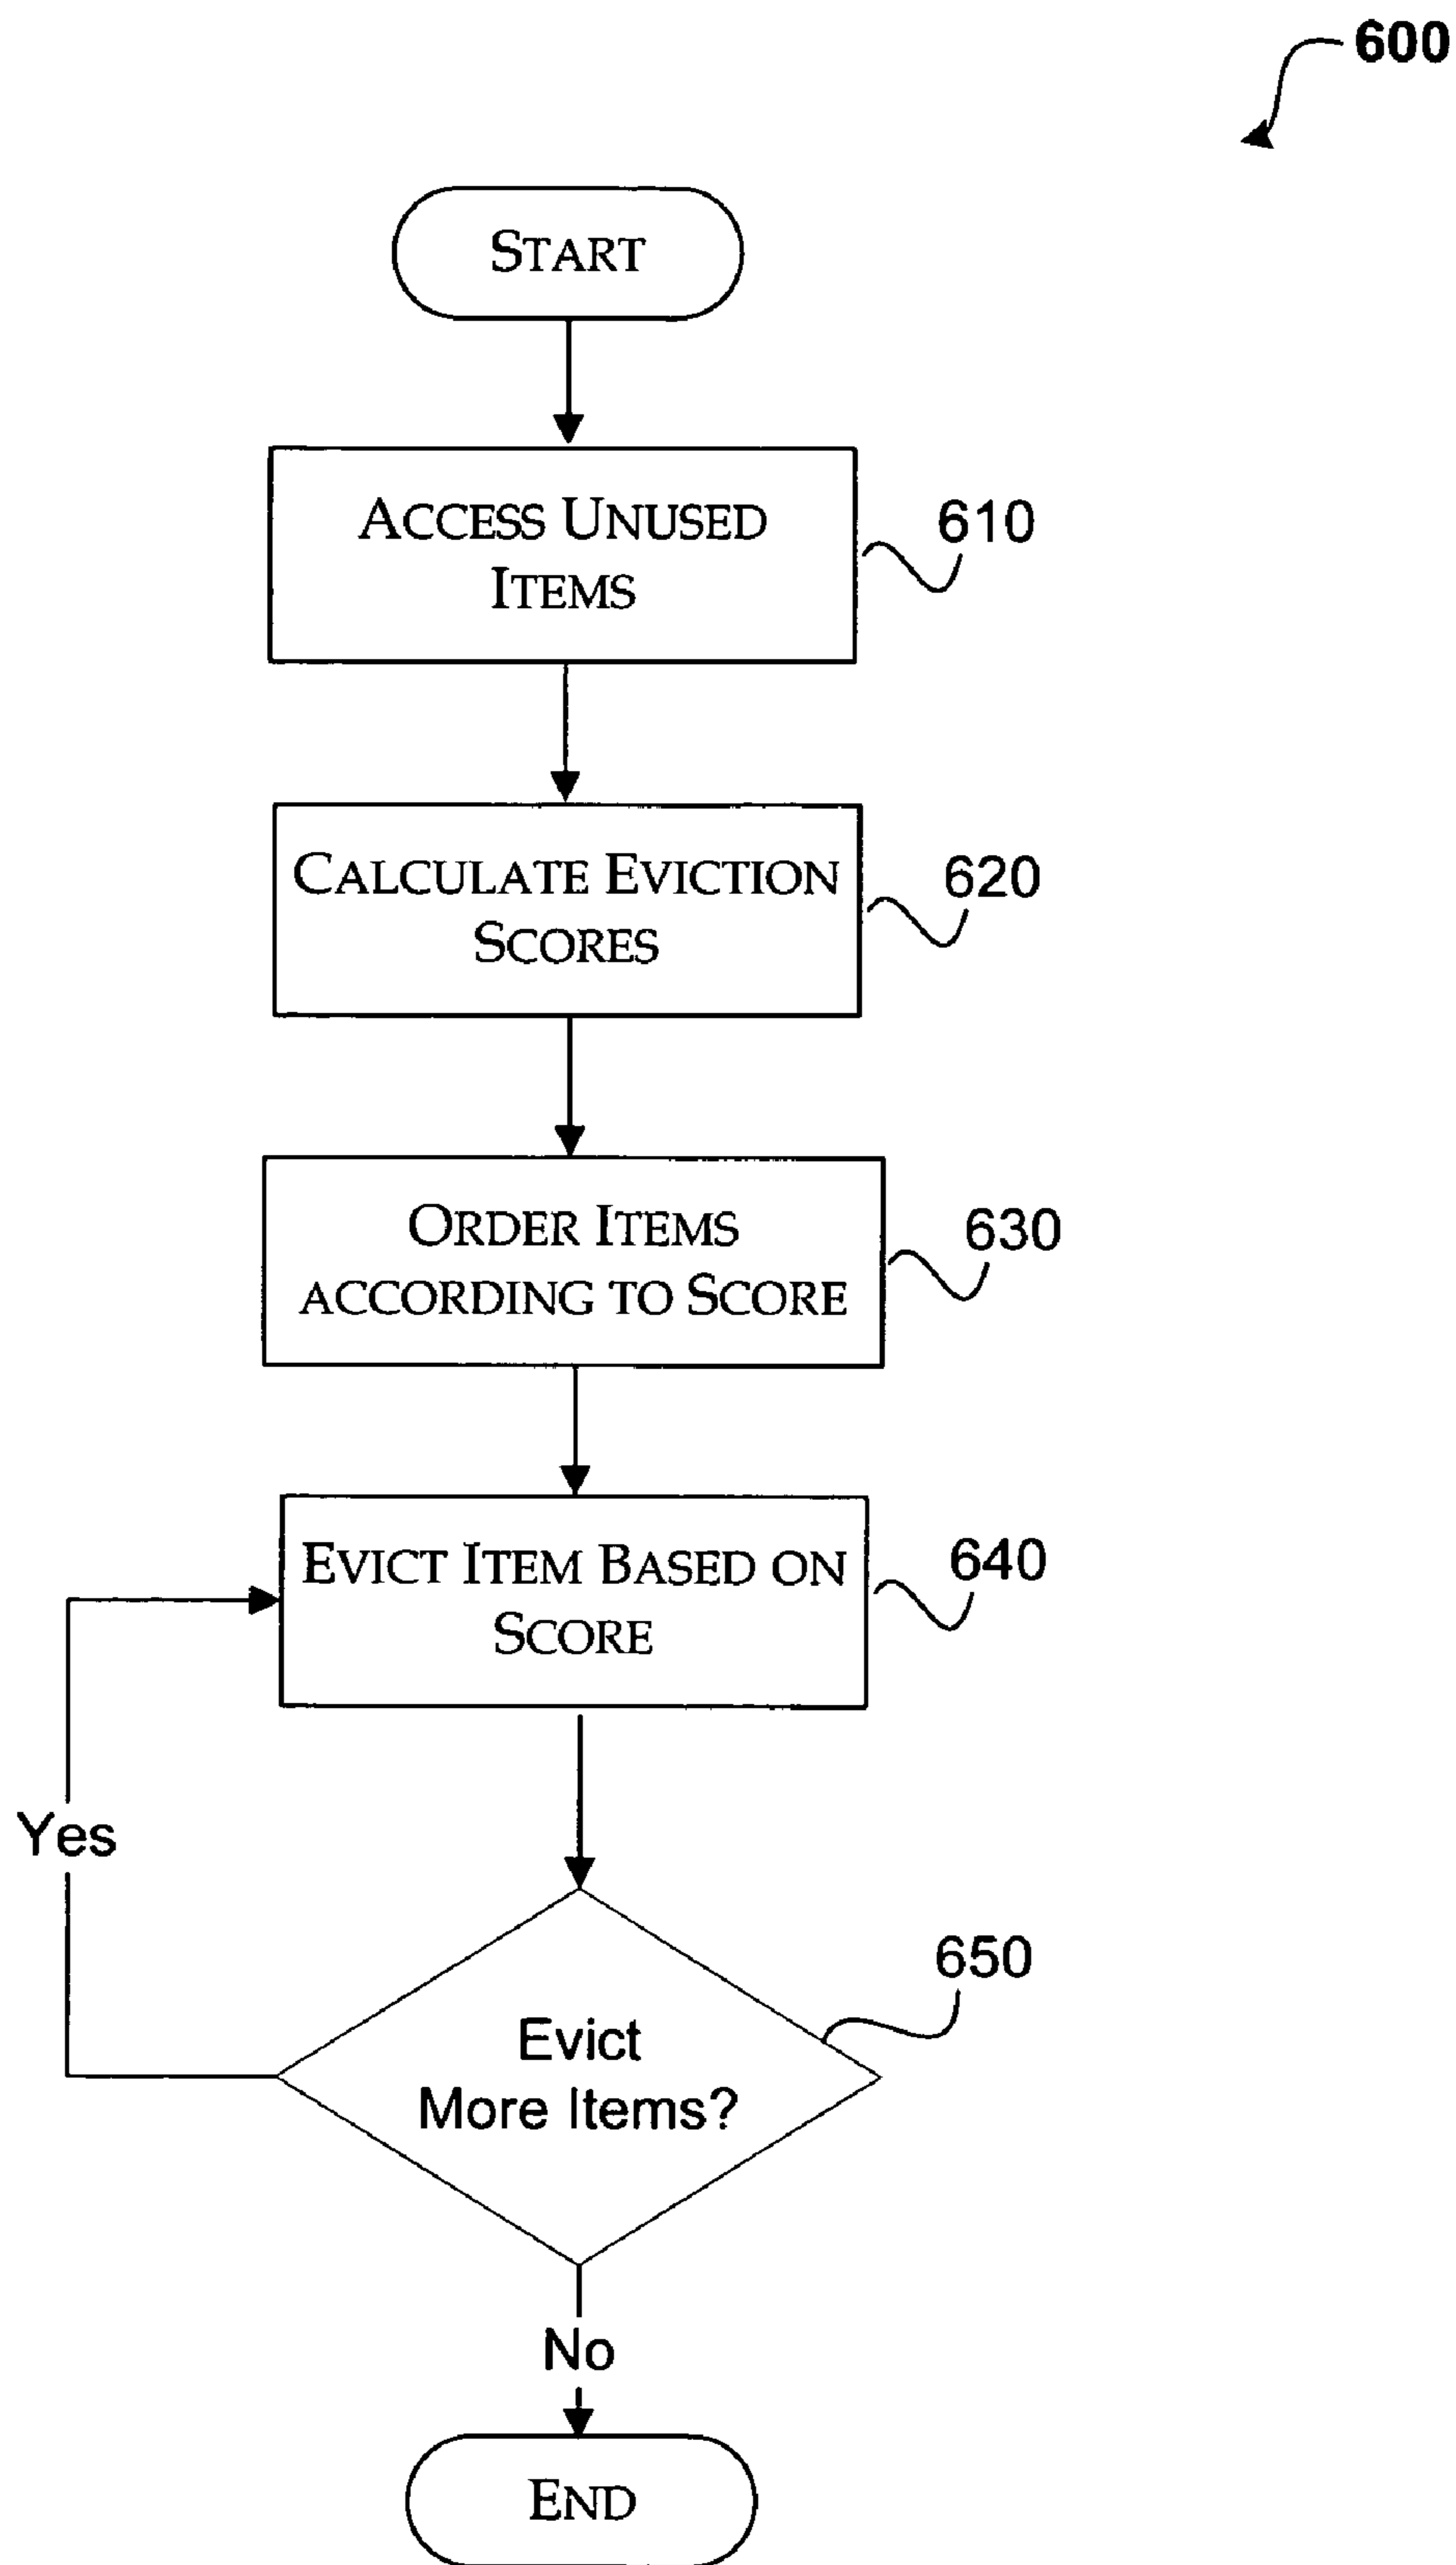 600
START
ACCESS UNUSED
ITEMS
610
CALCULATE EVICTION
SCORES
620
ORDER ITEMS
ACCORDING TO SCORE
630
EVICT ITEM BASED ON
SCORE
640
Yes
650
Evict
More Items?
No
END